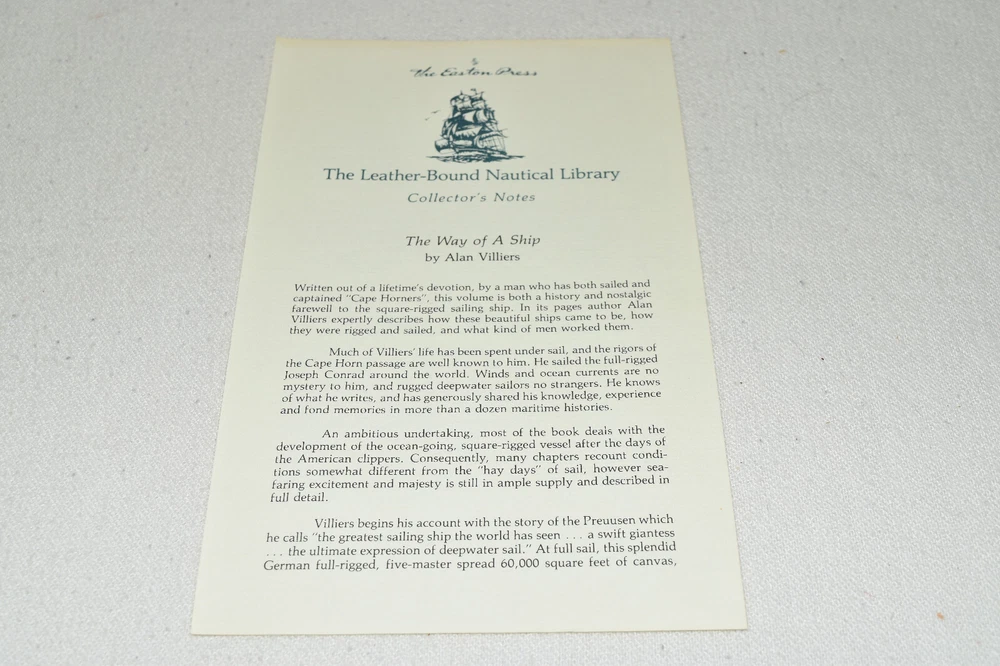 The Easton Press
The Leather-Bound Nautical Library
Collector's Notes
The Way of A Ship
by Alan Villiers
Written out of a lifetime's devotion, by a man who has both sailed and
captained "Cape Horners", this volume is both a history and nostalgic
farewell to the square-rigged sailing ship. In its pages author Alan
Villiers expertly describes how these beautiful ships came to be, how
they were rigged and sailed, and what kind of men worked them.
Much of Villiers' life has been spent under sail, and the rigors of
the Cape Horn passage are well known to him. He sailed the full-rigged
Joseph Conrad around the world. Winds and ocean currents are no
mystery to him, and rugged deepwater sailors no strangers. He knows
of what he writes, and has generously shared his knowledge, experience
and fond memories in more than a dozen maritime histories.
An ambitious undertaking, most of the book deals with the
development of the ocean-going, square-rigged vessel after the days of
the American clippers. Consequently, many chapters recount condi-
tions somewhat different from the "hay days" of sail, however sea-
faring excitement and majesty is still in ample supply and described in
full detail.
Villiers begins his account with the story of the Preuusen which
he calls "the greatest sailing ship the world has seen . . . a swift giantess
. . . the ultimate expression of deepwater sail." At full sail, this splendid
German full-rigged, five-master spread 60,000 square feet of canvas,